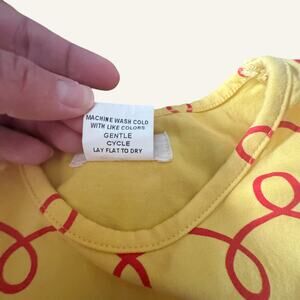 MACHINE WASH COLD
WITH LIKE COLORS
GENTLE
CYCLE
LAY FLAT TO DRY